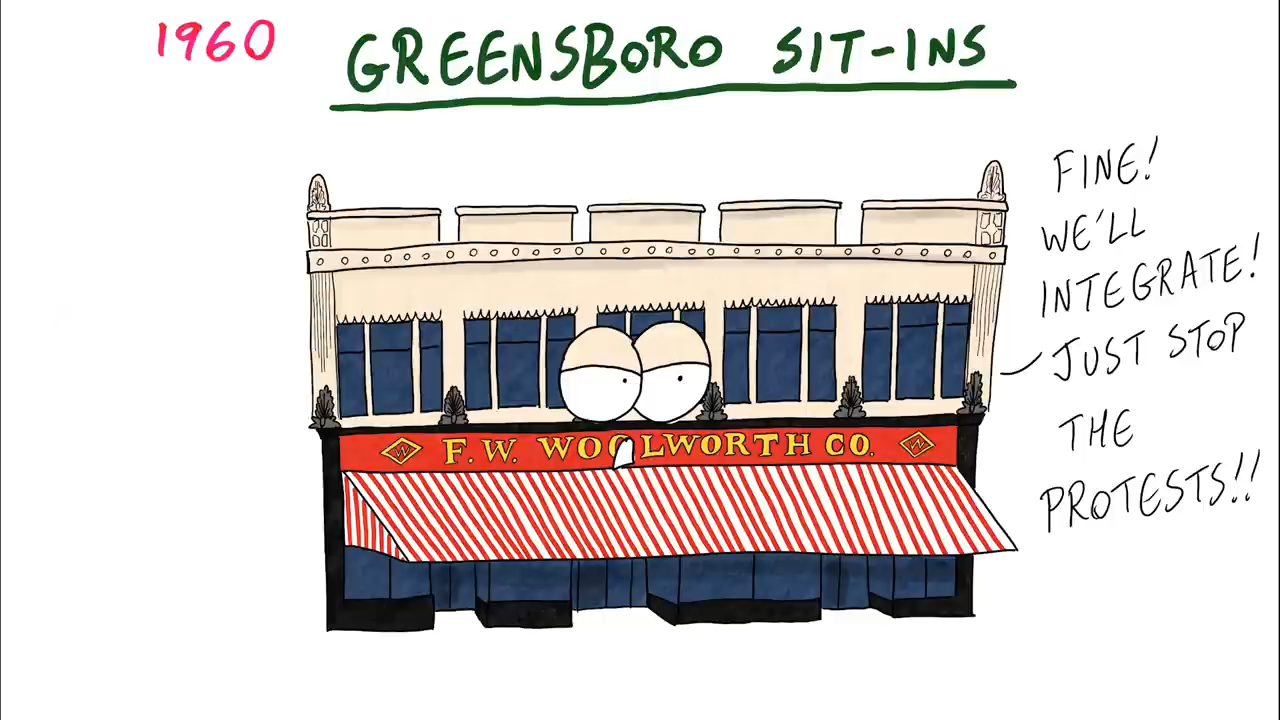 1960
GREENSBORO SIT-INS
FINE!
WE'LL
INTEGRATE!
JUST STOP
THE
PROTESTS!!
W F. W. WOOLWORTH CO. W